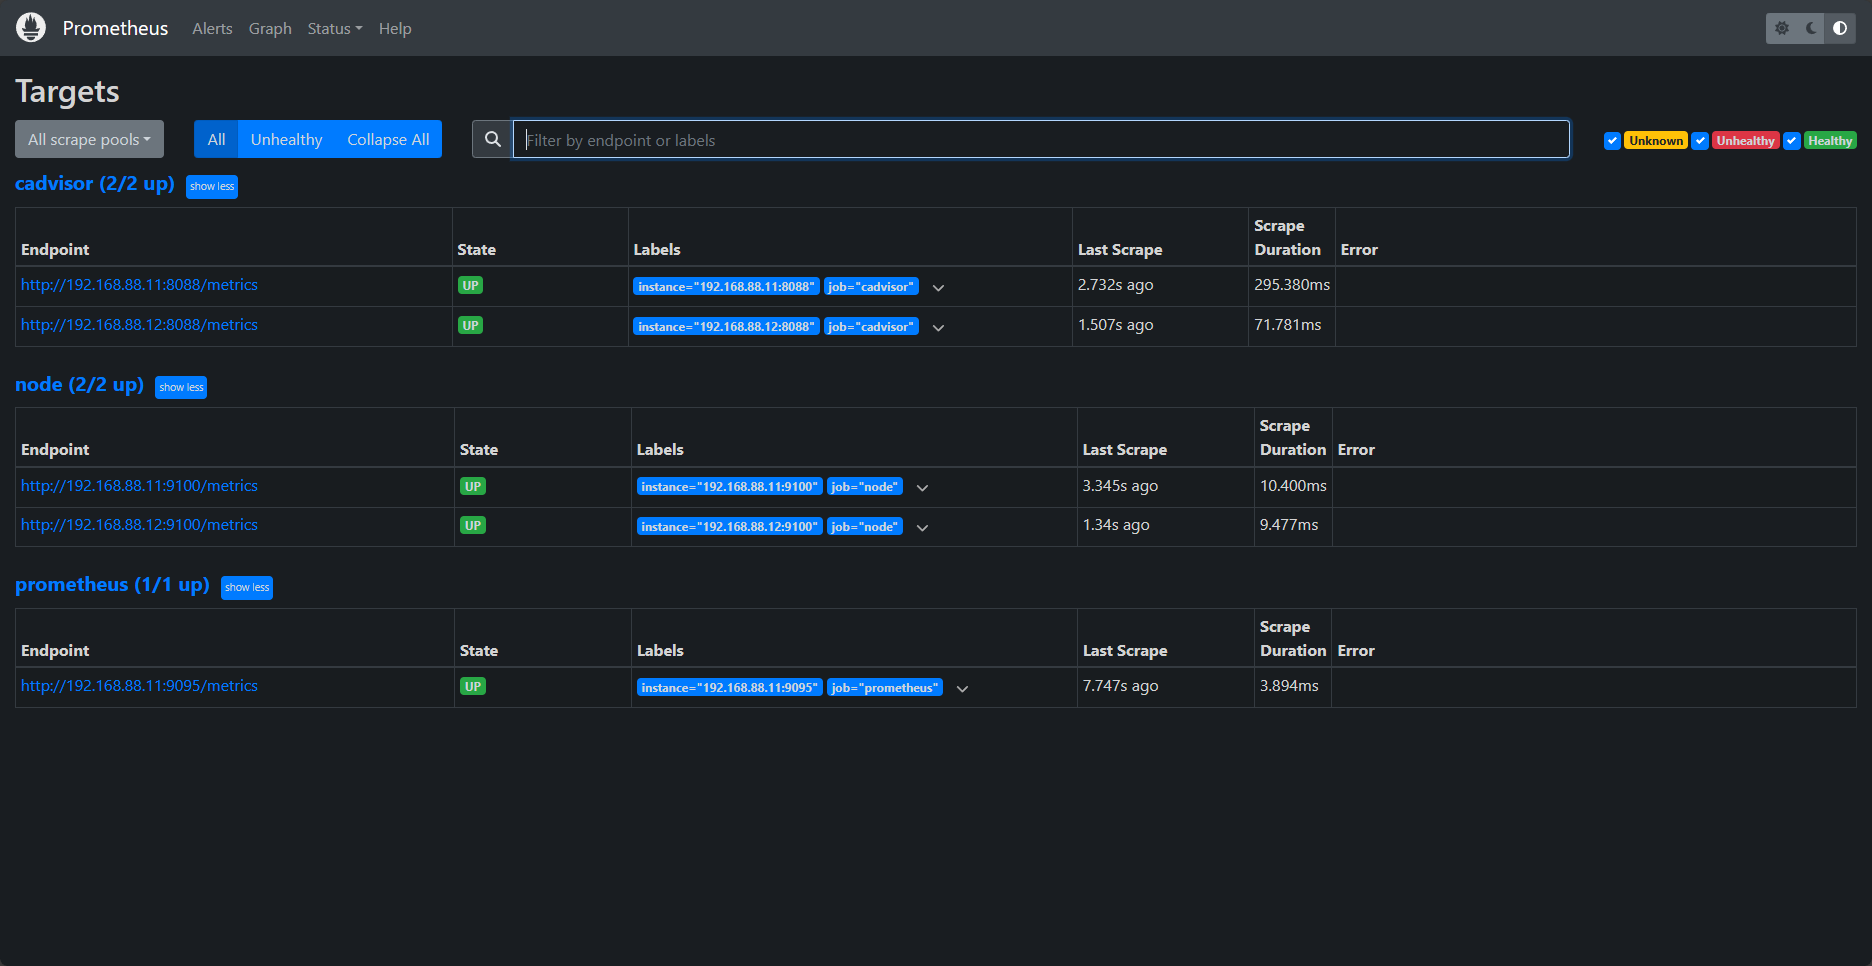 Prometheus Alerts Graph Status Help
Targets
All scrape pools All Unhealthy Collapse All Filter by endpoint or labels Unknown Unhealthy Healthy
cadvisor (2/2 up) show less
Endpoint State Labels Last Scrape Scrape Duration Error
http://192.168.88.11:8088/metrics UP instance="192.168.88.11:8088" job="cadvisor" 2.732s ago 295.380ms
http://192.168.88.12:8088/metrics UP instance="192.168.88.12:8088" job="cadvisor" 1.507s ago 71.781ms
node (2/2 up) show less
Endpoint State Labels Last Scrape Scrape Duration Error
http://192.168.88.11:9100/metrics UP instance="192.168.88.11:9100" job="node" 3.345s ago 10.400ms
http://192.168.88.12:9100/metrics UP instance="192.168.88.12:9100" job="node" 1.34s ago 9.477ms
prometheus (1/1 up) show less
Endpoint State Labels Last Scrape Scrape Duration Error
http://192.168.88.11:9095/metrics UP instance="192.168.88.11:9095" job="prometheus" 7.747s ago 3.894ms